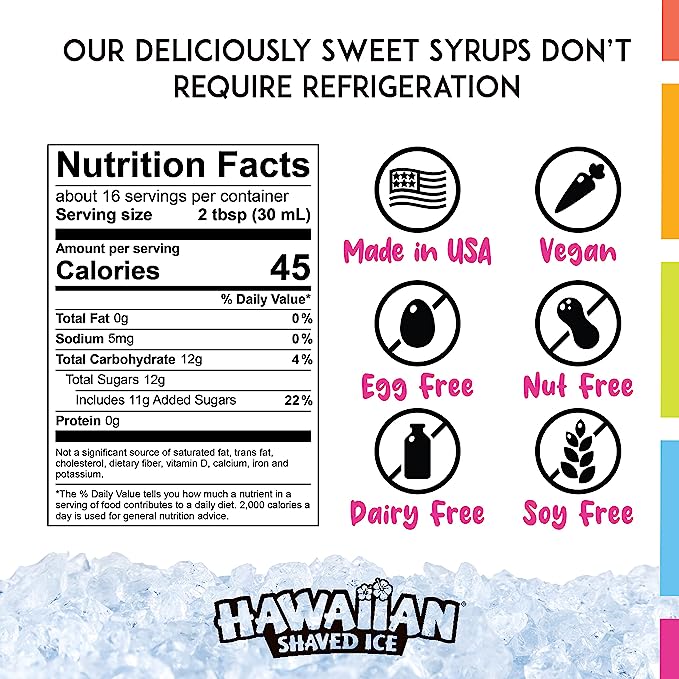 OUR DELICIOUSLY SWEET SYRUPS DON'T
REQUIRE REFRIGERATION
Nutrition Facts
about 16 servings per container
Serving size 2 tbsp (30 mL)
Amount per serving
Calories 45
% Daily Value*
Total Fat 0g 0%
Sodium 5mg 0%
Total Carbohydrate 12g 4%
Total Sugars 12g
Includes 11g Added Sugars 22%
Protein 0g
Not a significant source of saturated fat, trans fat,
cholesterol, dietary fiber, vitamin D, calcium, iron and
potassium.
*The % Daily Value tells you how much a nutrient in a
serving of food contributes to a daily diet. 2,000 calories a
day is used for general nutrition advice.
Made in USA
Vegan
Egg Free
Nut Free
Dairy Free
Soy Free
HAWAIIAN
SHAVED ICE®